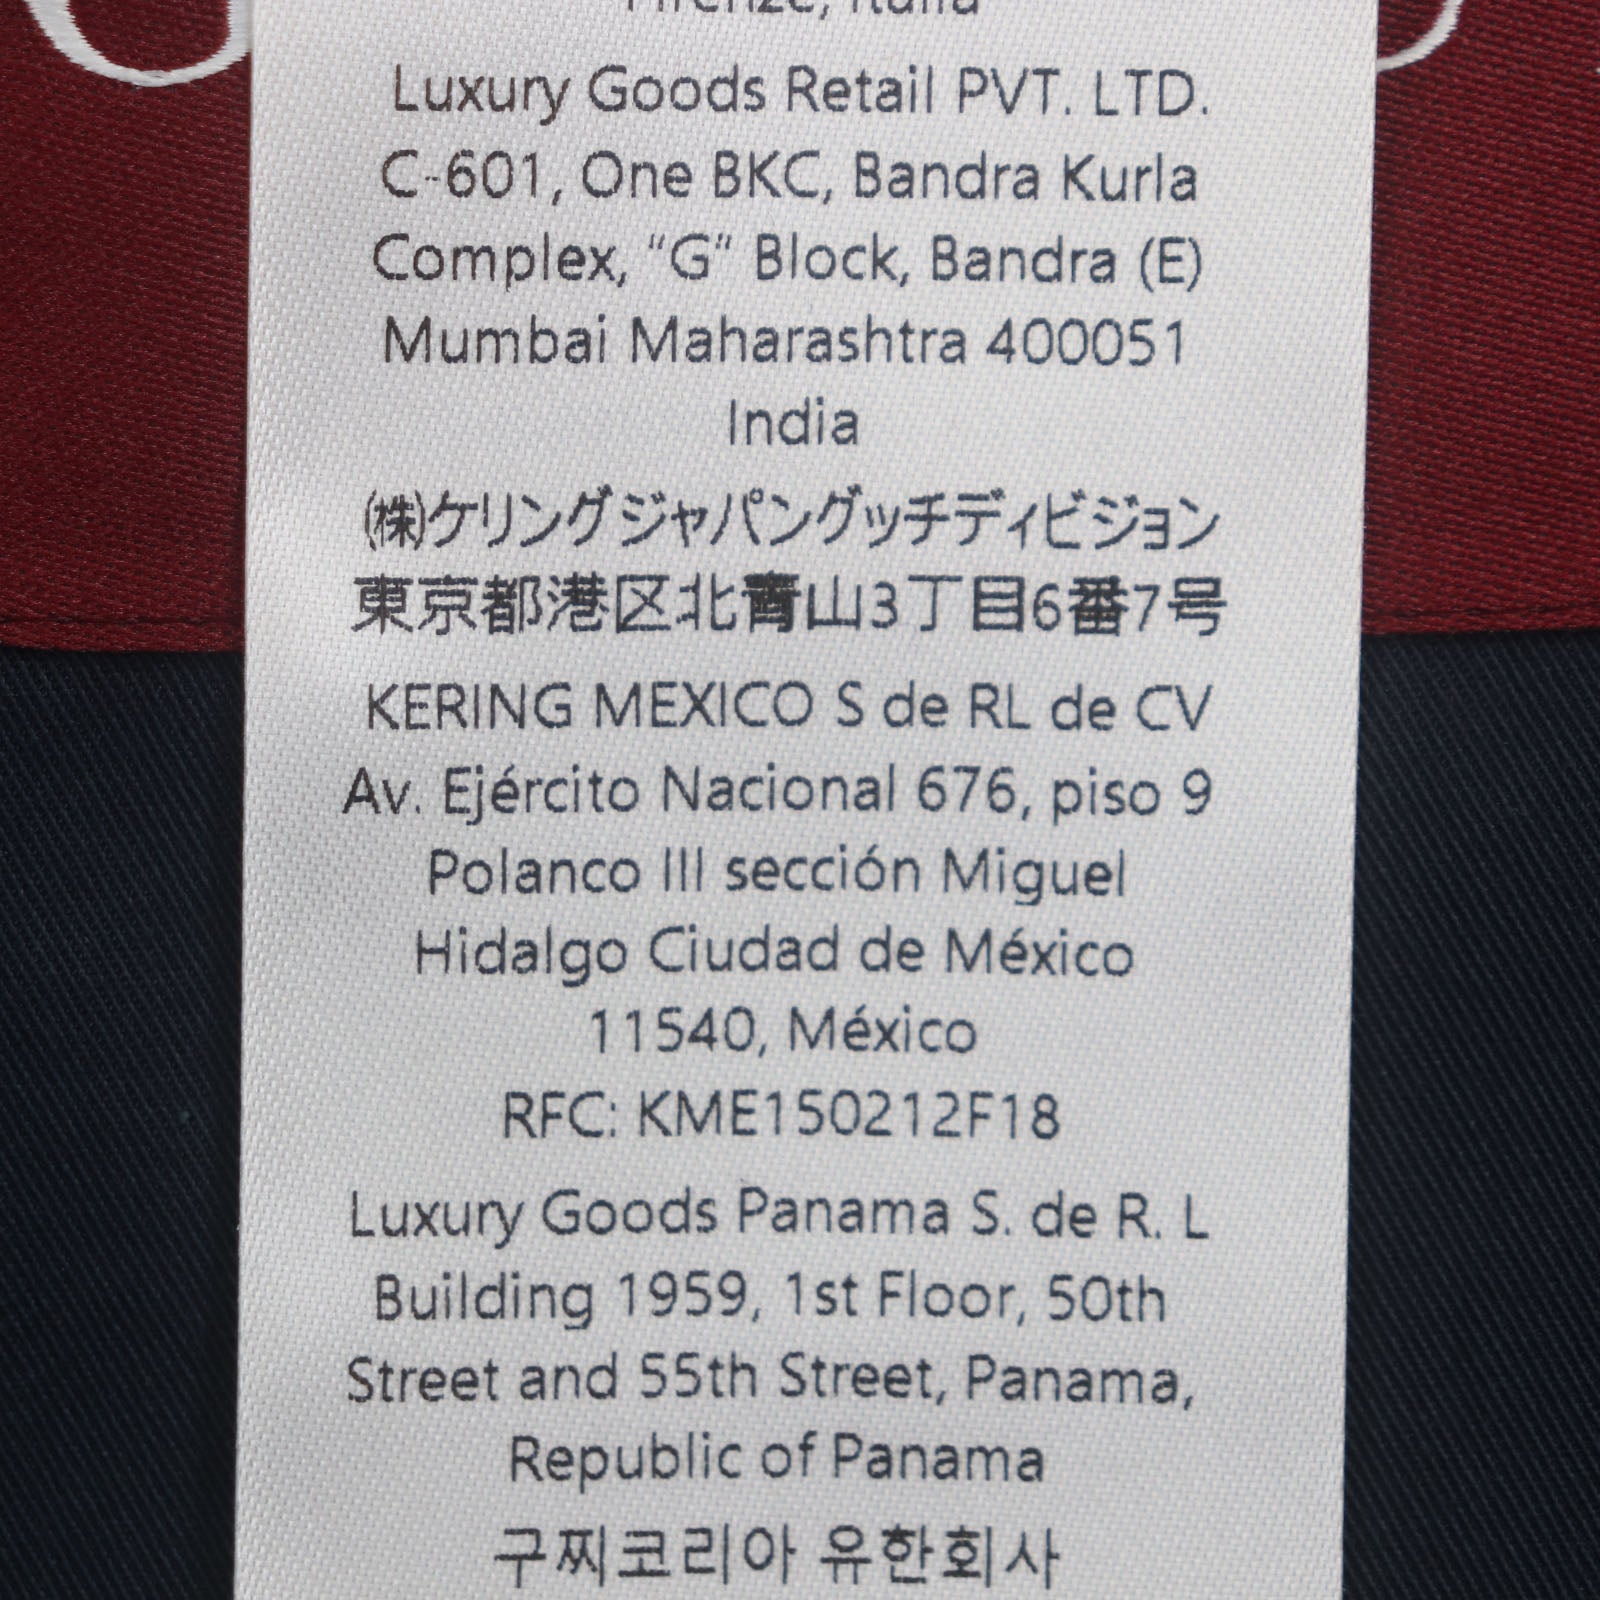 Firenze, Italia
Luxury Goods Retail PVT. LTD.
C-601, One BKC, Bandra Kurla
Complex, “G” Block, Bandra (E)
Mumbai Maharashtra 400051
India
(株)ケリングジャパングッチディビジョン
東京都港区北青山3丁目6番7号
KERING MEXICO S de RL de CV
Av. Ejército Nacional 676, piso 9
Polanco III sección Miguel
Hidalgo Ciudad de México
11540, México
RFC: KME150212F18
Luxury Goods Panama S. de R. L
Building 1959, 1st Floor, 50th
Street and 55th Street, Panama,
Republic of Panama
구찌코리아 유한회사